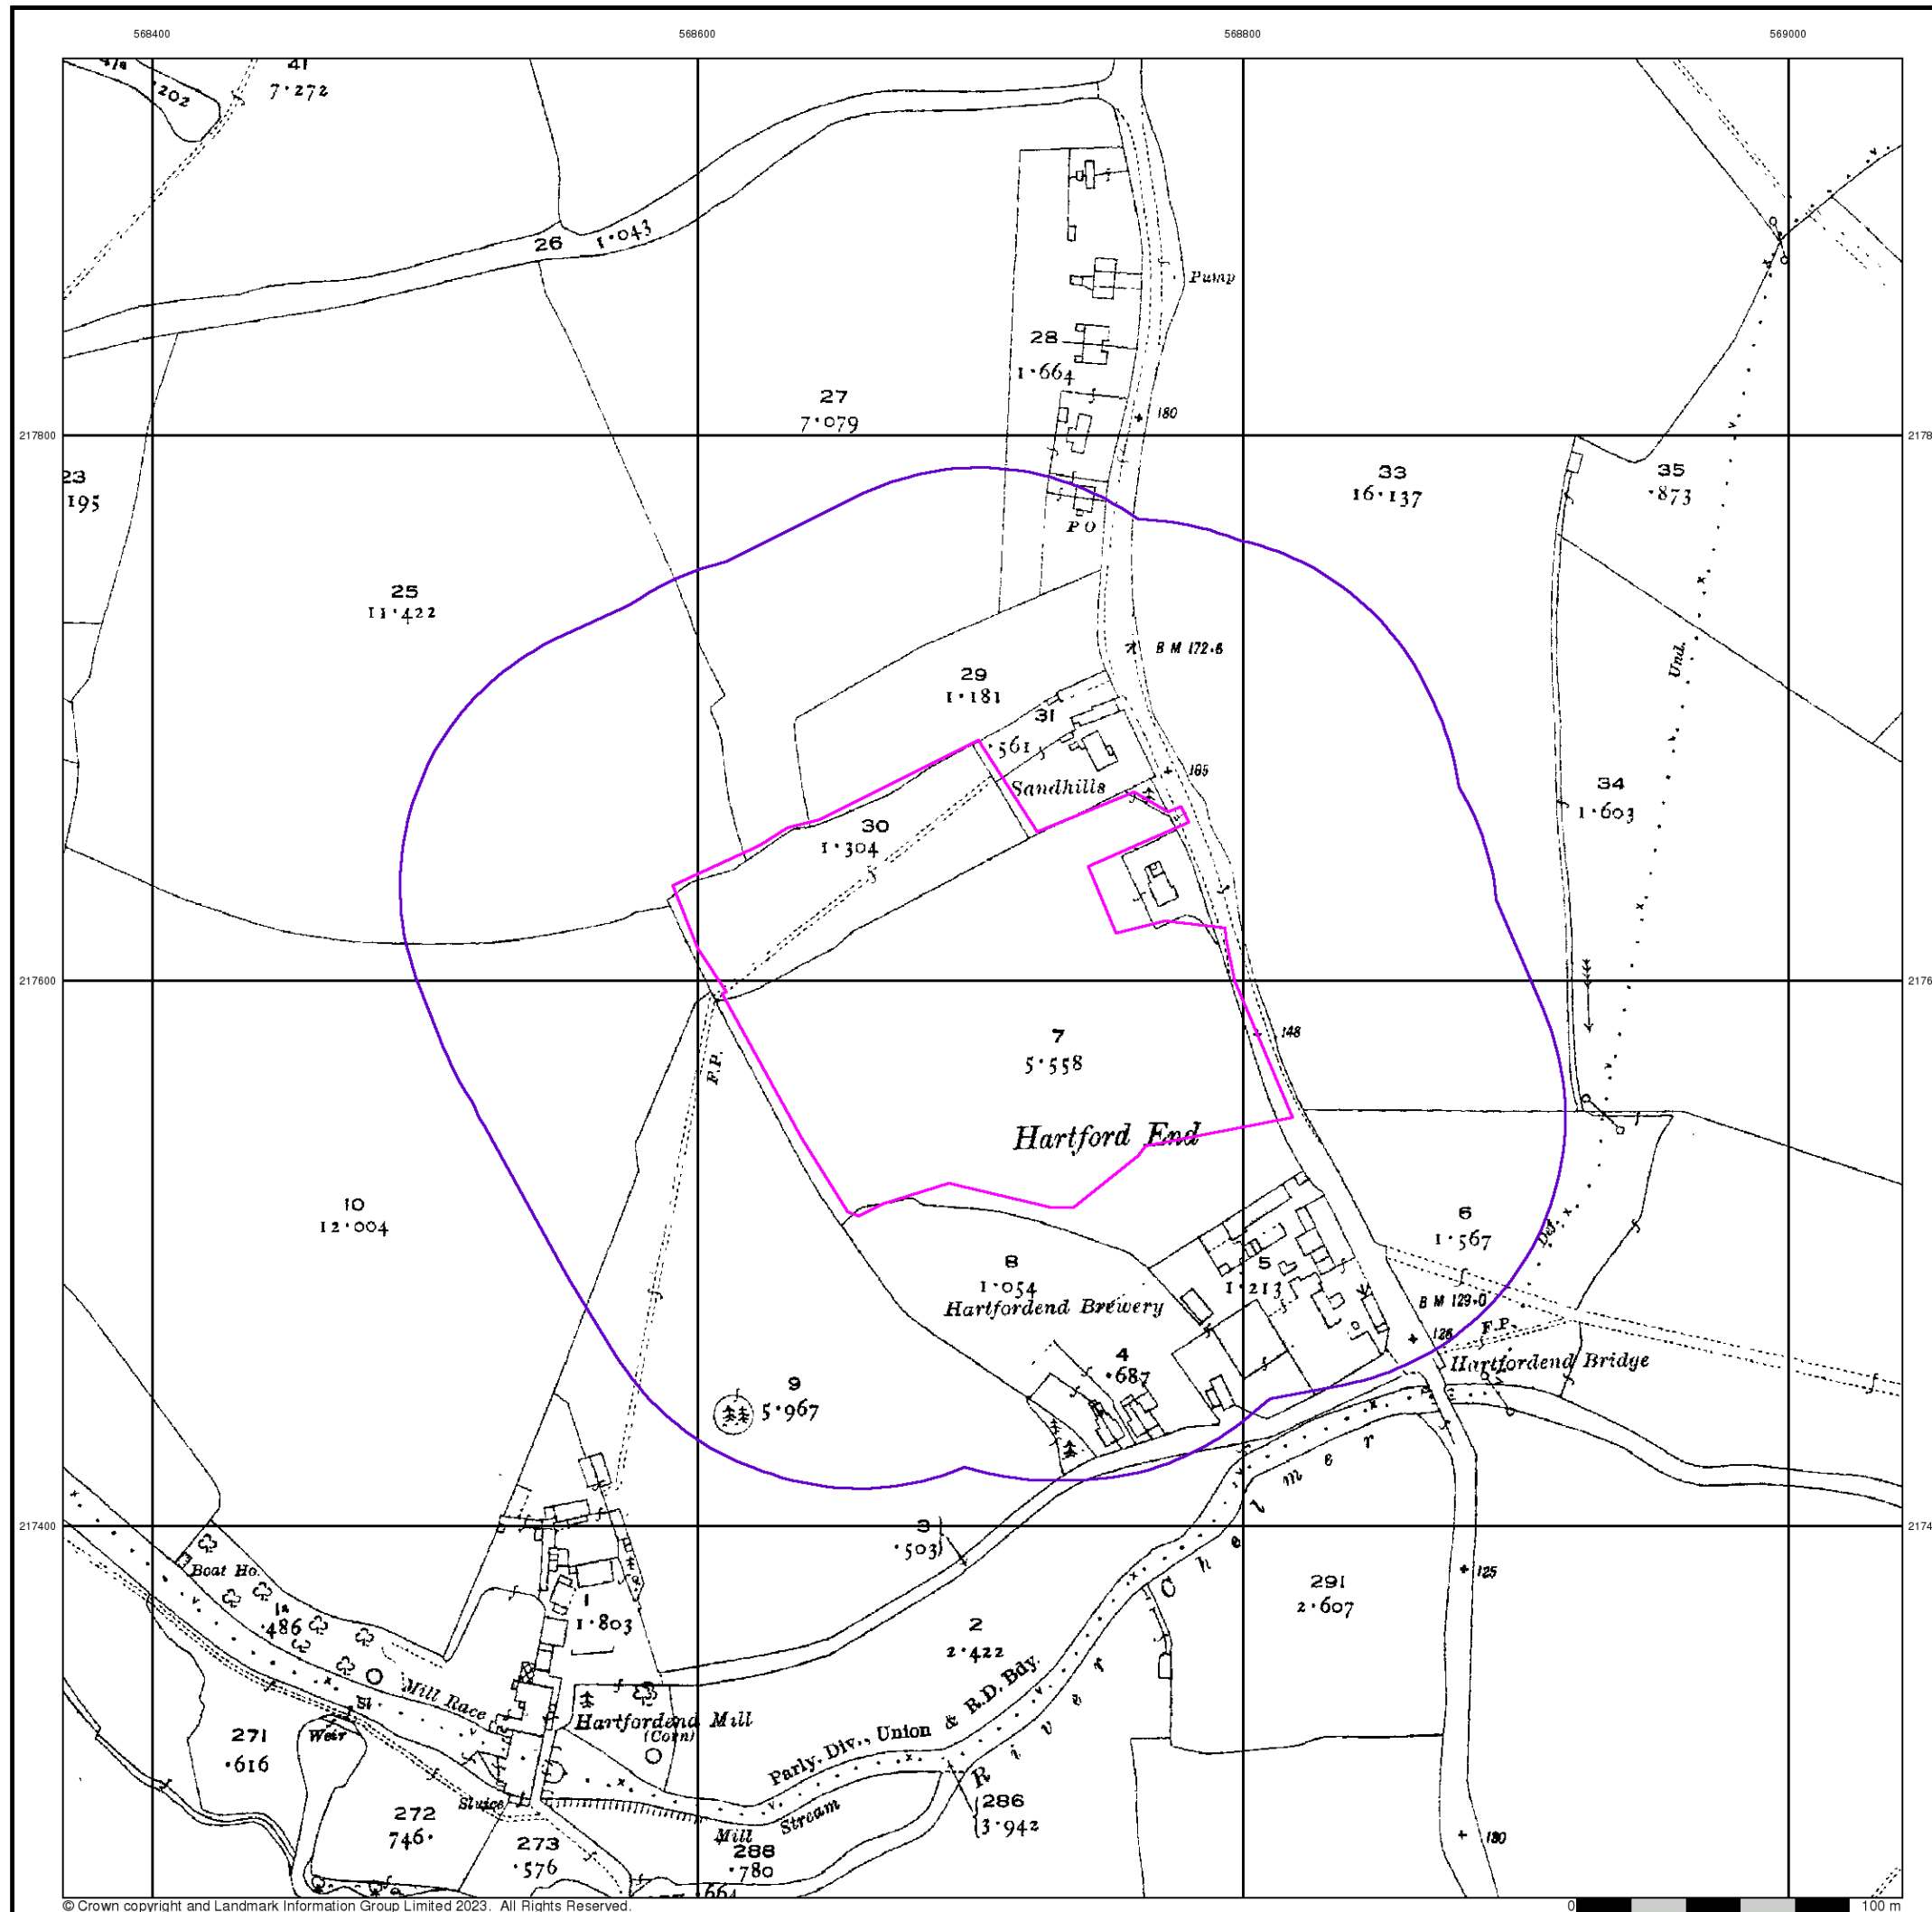 568400 568600 568800 569000
47a
·202
41
7·272
26 1·043
Pump
28
1·664
27
7·079
180
217800
23
195
33
16·137
35
·873
PO
25
11·422
B M 172·6
Und.
29
1·181
31
·561
165
Sandhills
34
1·603
30
1·304
217600
7
5·558
148
F.P.
Hartford End
10
12·004
6
1·567
Def.
8
1·054
5
1·213
Hartfordend Brewery
B M 129·0
F.P.
126
4
·687
Hartfordend Bridge
9
5·967
217400
3
·503
Boat Ho.
1a
·486
1
1·803
125
291
2·607
2
2·422
Mill Race
Sl.
Weir
Hartfordend Mill
(Corn)
Parly. Div., Union & R.D. Bdy.
River Chelmer
271
·616
Sluice
272
746·
273
·576
Mill Stream
288
·780
286
3·942
130
·664
© Crown copyright and Landmark Information Group Limited 2023. All Rights Reserved.
0 100 m